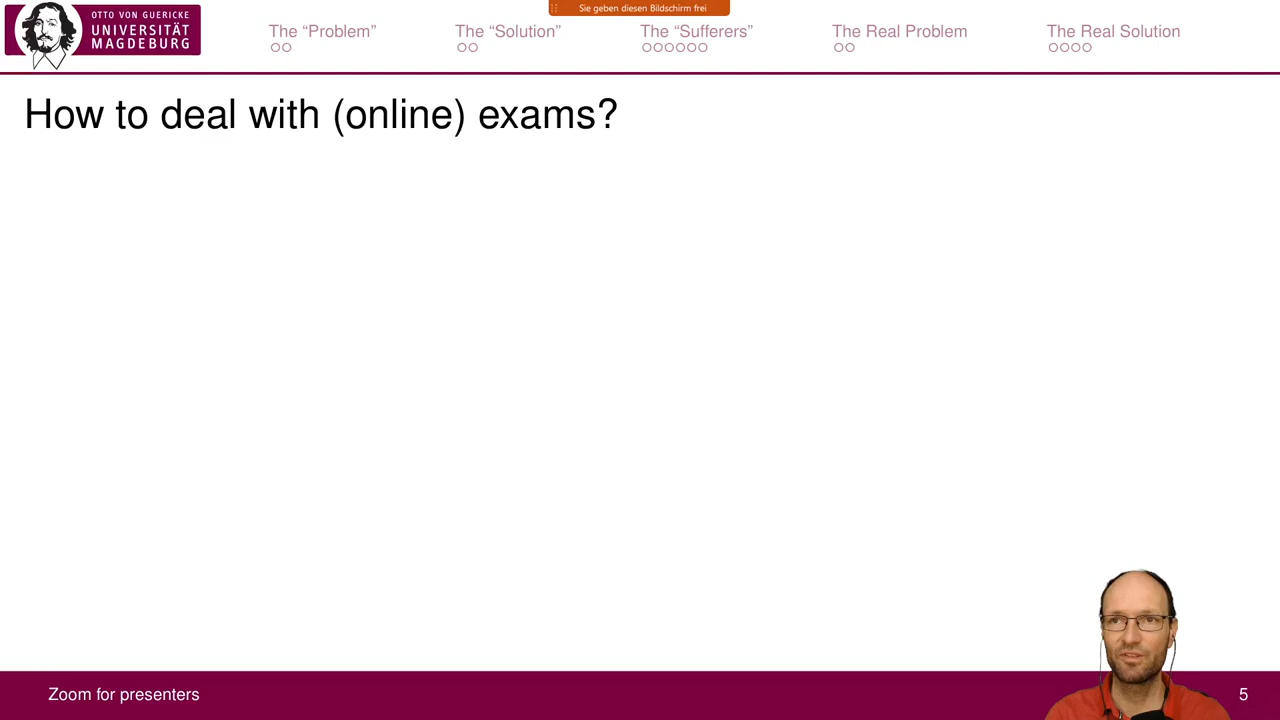 Sie geben diesen Bildschirm frei
OTTO VON GUERICKE
UNIVERSITÄT
MAGDEBURG
The “Problem”
The “Solution”
The “Sufferers”
The Real Problem
The Real Solution
How to deal with (online) exams?
Zoom for presenters
5